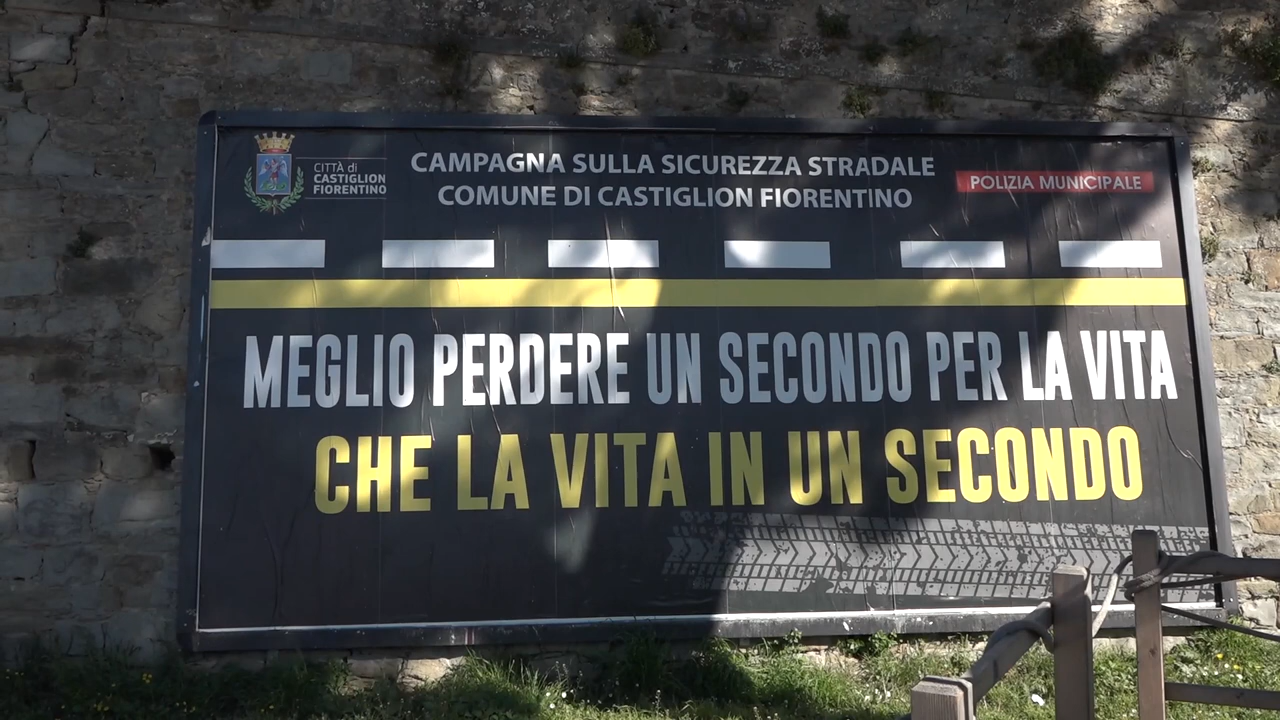 CITTÀ di
CASTIGLION
FIORENTINO
CAMPAGNA SULLA SICUREZZA STRADALE
COMUNE DI CASTIGLION FIORENTINO
POLIZIA MUNICIPALE
MEGLIO PERDERE UN SECONDO PER LA VITA
CHE LA VITA IN UN SECONDO